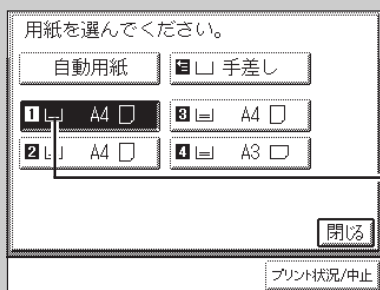 用紙を選んでください。
自動用紙
手差し
1 A4
3 A4
2 A4
4 A3
閉じる
プリント状況/中止